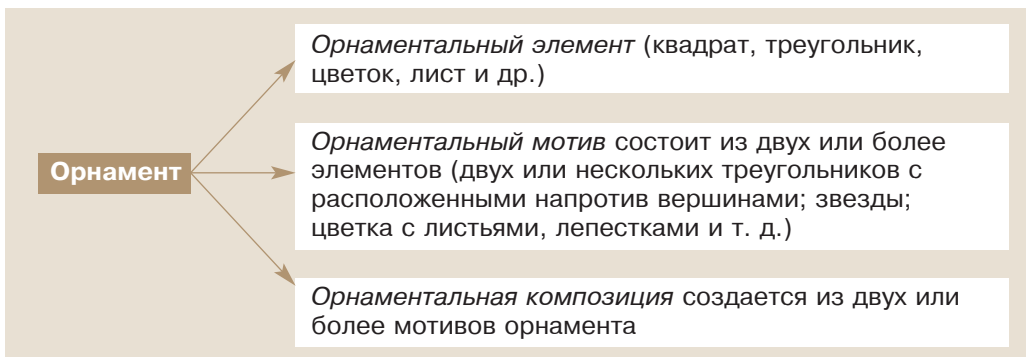 Орнамент
Орнаментальный элемент (квадрат, треугольник,
цветок, лист и др.)
Орнаментальный мотив состоит из двух или более
элементов (двух или нескольких треугольников с
расположенными напротив вершинами; звезды;
цветка с листьями, лепестками и т. д.)
Орнаментальная композиция создается из двух или
более мотивов орнамента